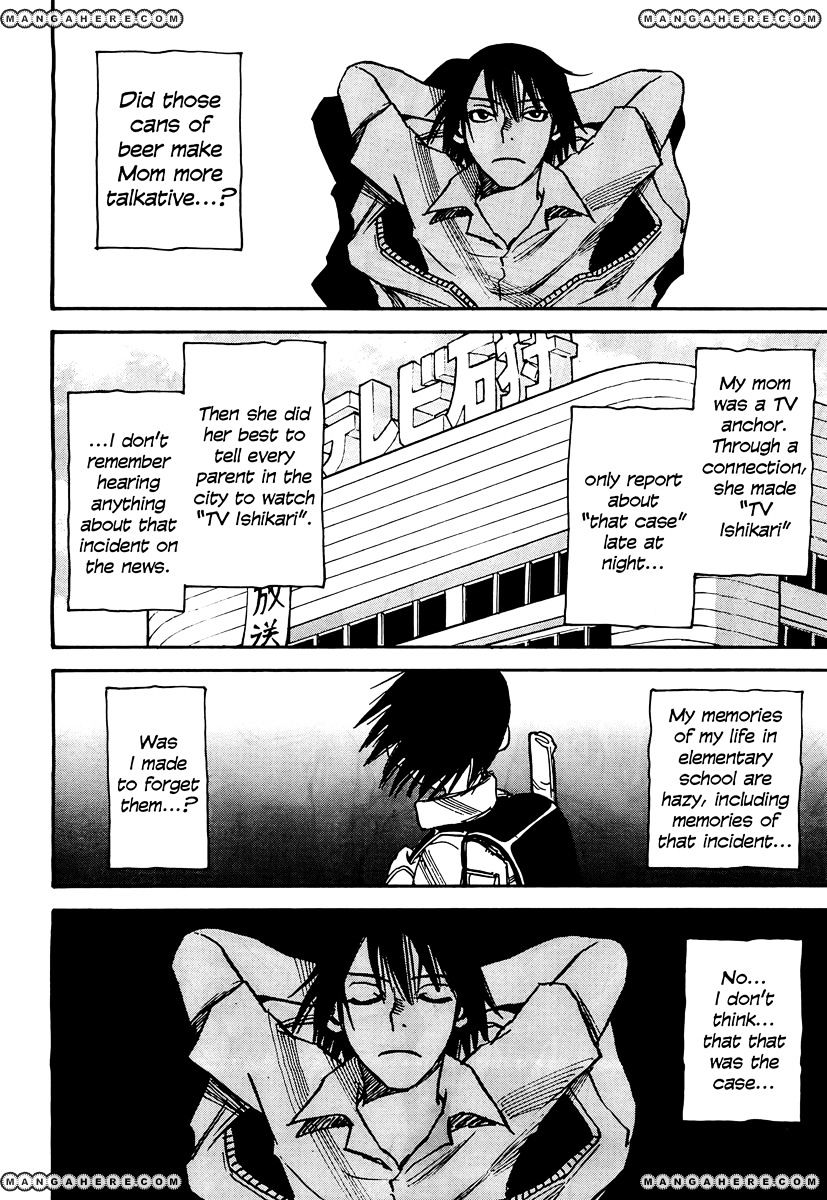 MANGAHERE.COM
MANGAHERE.COM
Did those
cans of
beer make
Mom more
talkative...?
テレビ石狩
My mom
was a TV
anchor.
Through a
connection,
she made
"TV
Ishikari"
only report
about
"that case"
late at
night...
Then she did
her best to
tell every
parent in the
city to watch
"TV Ishikari".
...I don't
remember
hearing
anything
about that
incident on
the news.
放送
My memories
of my life in
elementary
school are
hazy, including
memories of
that incident...
Was
I made
to forget
them...?
No...
I don't
think...
that that
was the
case...
MANGAHERE.COM
MANGAHERE.COM